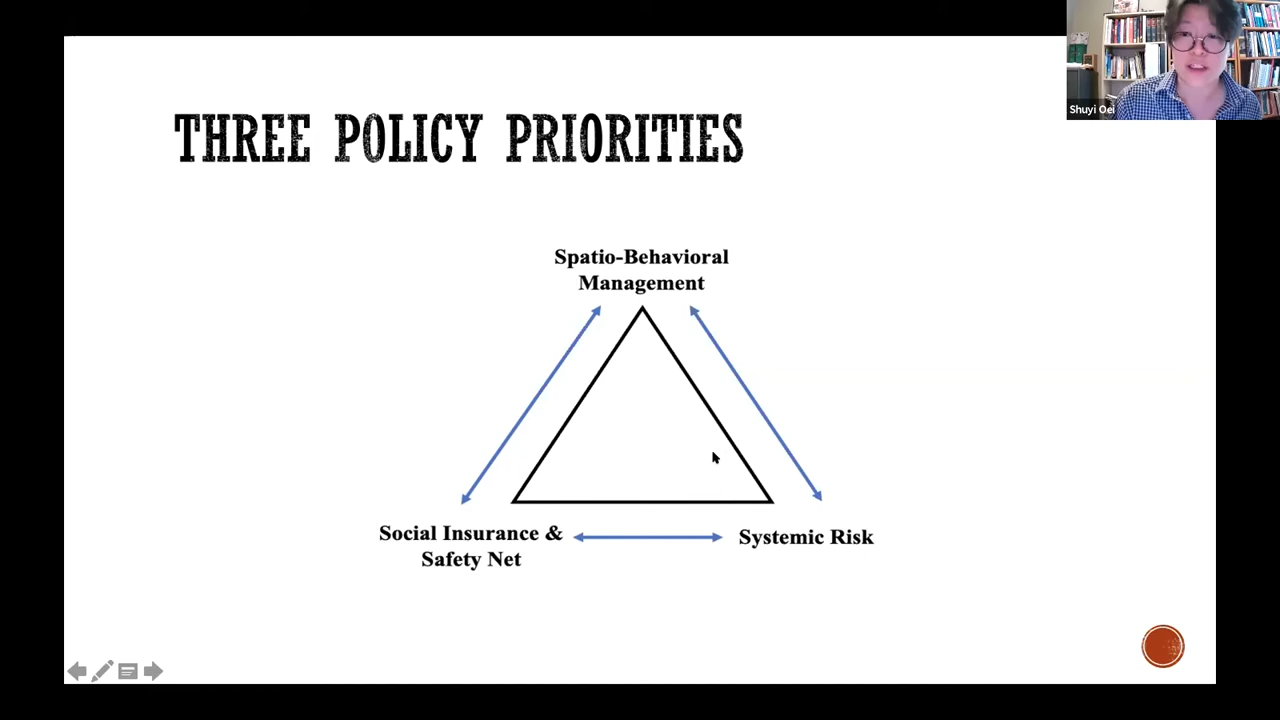 Shuyi Oei
THREE POLICY PRIORITIES
Spatio-Behavioral
Management
Social Insurance &
Safety Net
Systemic Risk